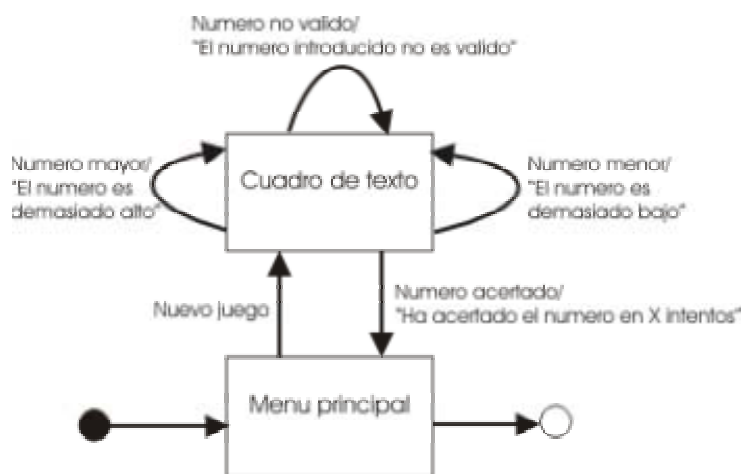 Numero no valido/
"El numero introducido no es valido"
Numero mayor/
"El numero es
demasiado alto"
Cuadro de texto
Numero menor/
"El numero es
demasiado bajo"
Nuevo juego
Numero acertado/
"Ha acertado el numero en X intentos"
Menu principal